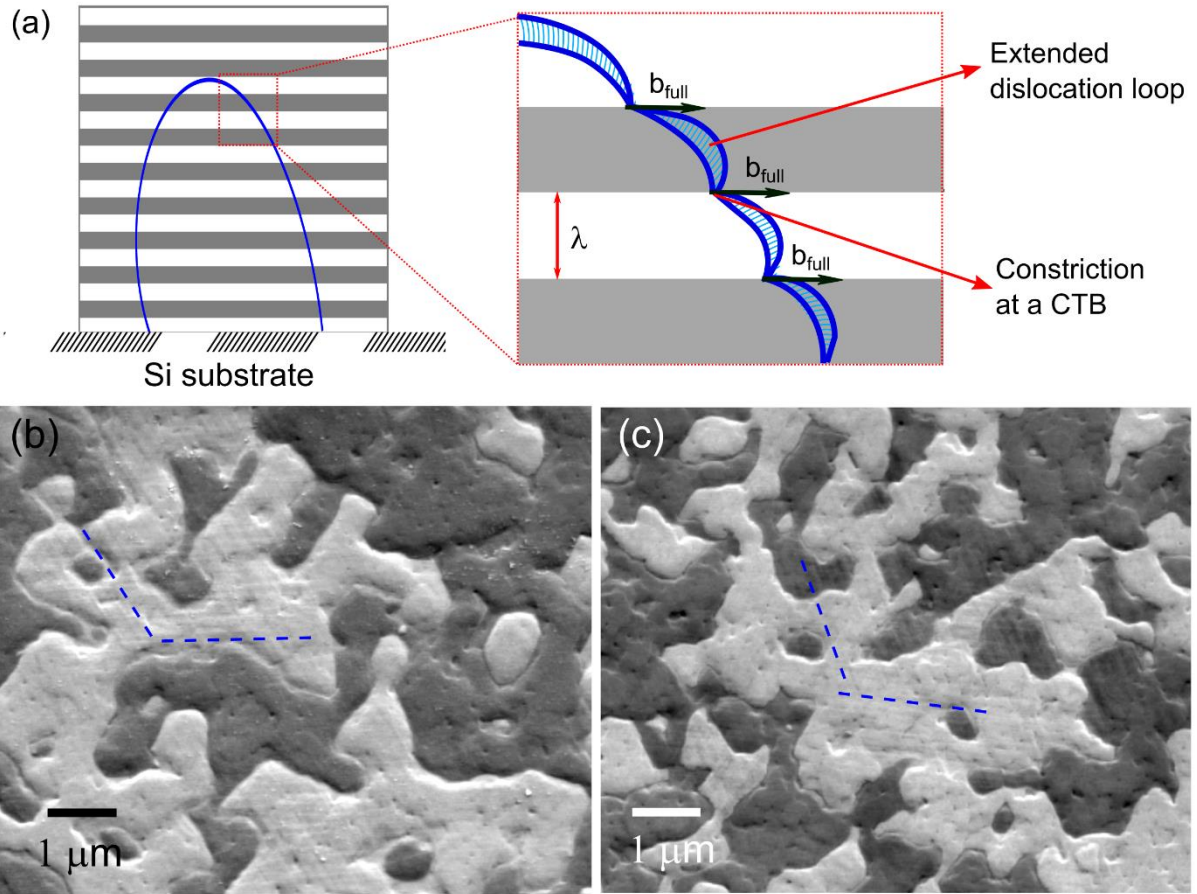 (a)
b_full
Extended
dislocation loop
b_full
λ
b_full
Constriction
at a CTB
Si substrate
(b)
(c)
1 μm
1 μm